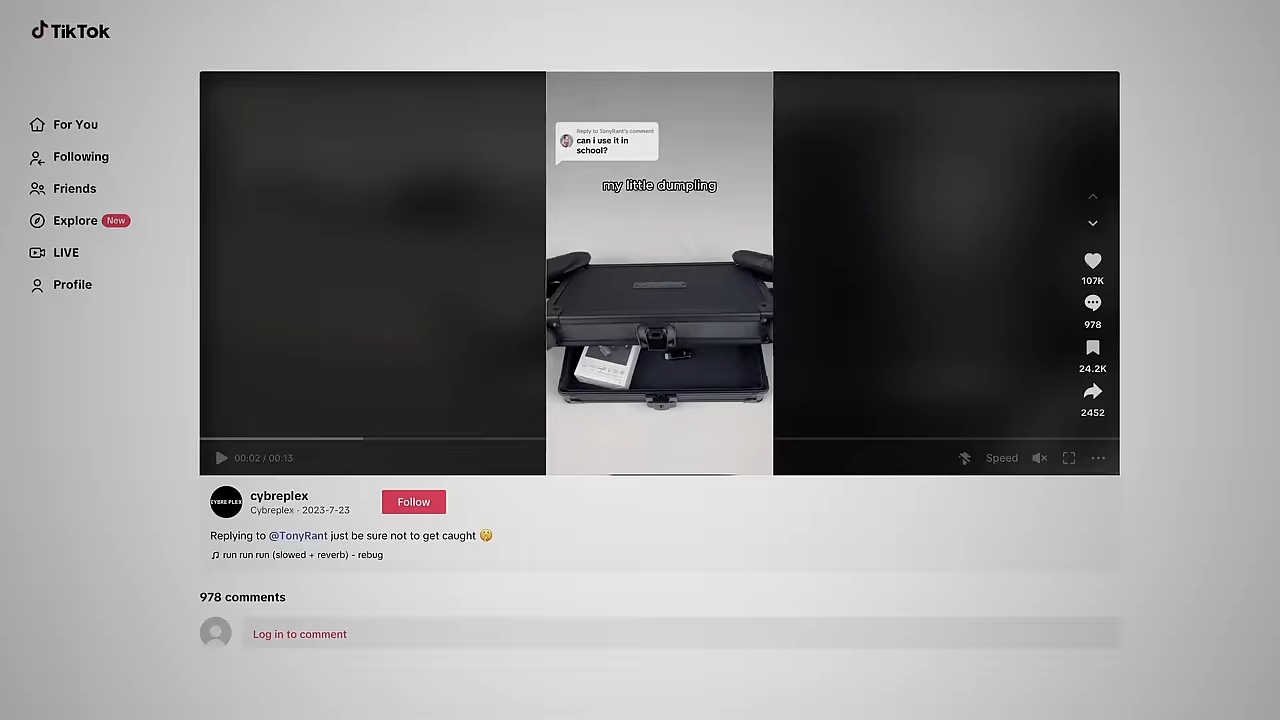 TikTok
For You
Following
Friends
Explore New
LIVE
Profile
Reply to TonyRant's comment
can i use it in
school?
my little dumpling
107K
978
24.2K
2452
00:02 / 00:13
Speed
CYBREPLEX
cybreplex
Cybreplex · 2023-7-23
Follow
Replying to @TonyRant just be sure not to get caught 🤫
run run run (slowed + reverb) - rebug
978 comments
Log in to comment